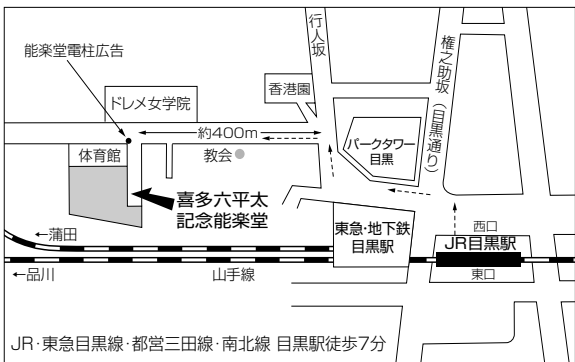 行人坂
権之助坂（目黒通り）
能楽堂電柱広告
ドレメ女学院
香港園
約400m
パークタワー
目黒
体育館
教会
喜多六平太
記念能楽堂
東急・地下鉄
目黒駅
西口
JR目黒駅
東口
←蒲田
←品川
山手線
JR・東急目黒線・都営三田線・南北線 目黒駅徒歩7分